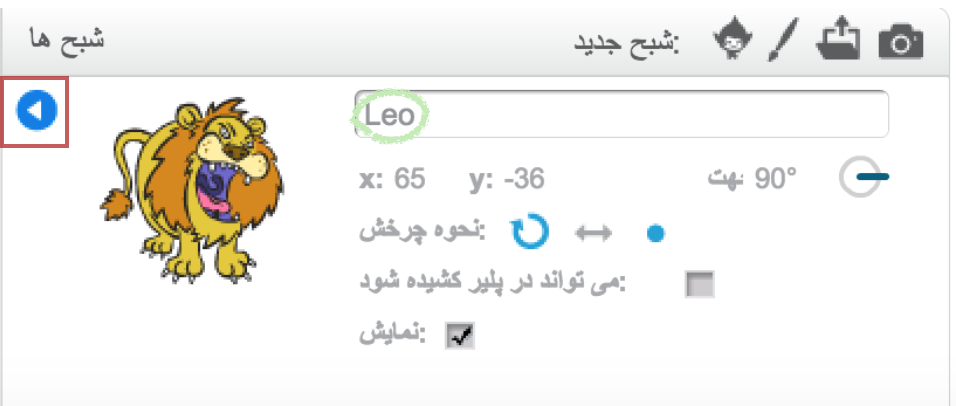 شبح ها
شبح جدید:
Leo
x: 65 y: -36 90° جهت
نحوه چرخش:
می تواند در پلیر کشیده شود:
نمایش: